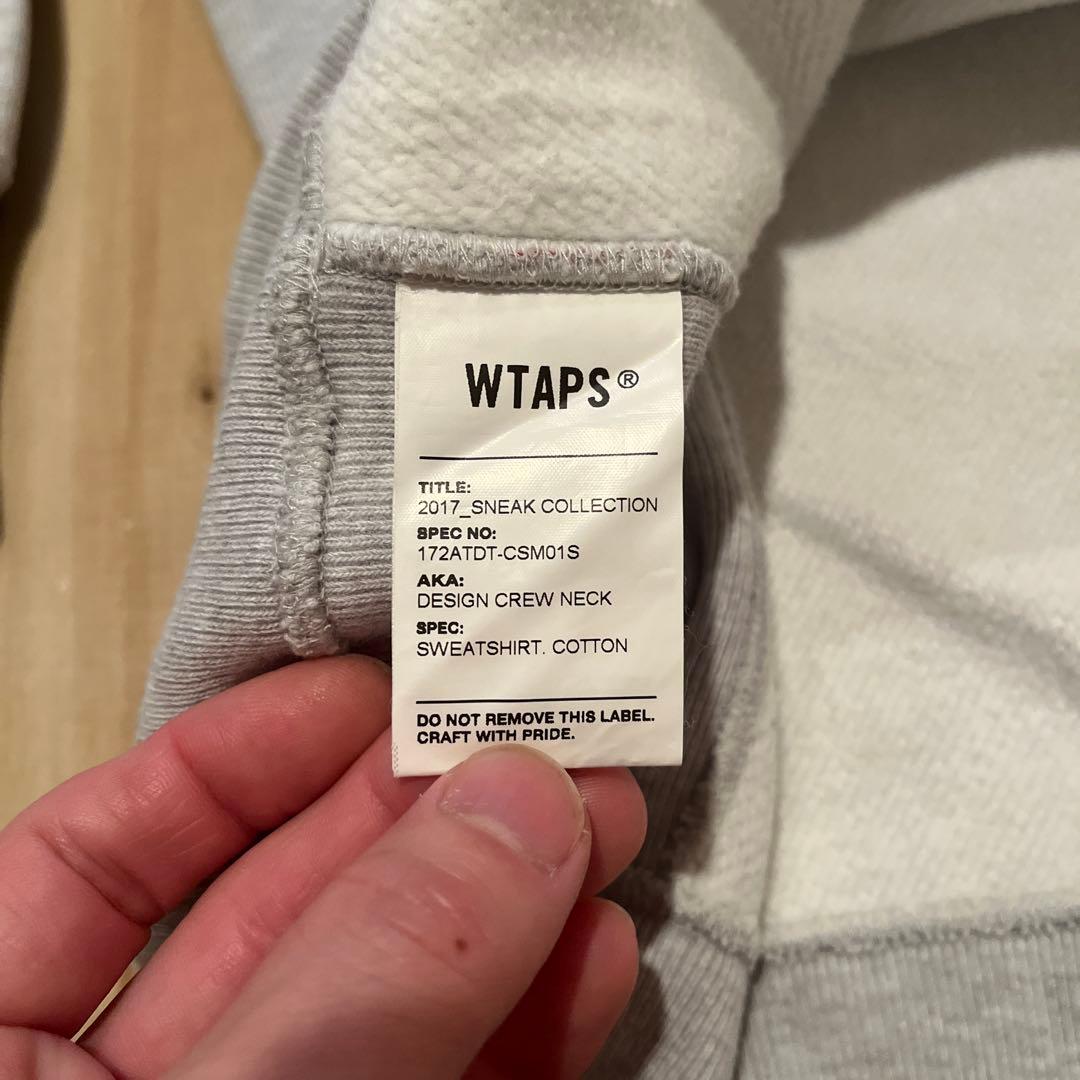 WTAPS®
TITLE:
2017_SNEAK COLLECTION
SPEC NO:
172ATDT-CSM01S
AKA:
DESIGN CREW NECK
SPEC:
SWEATSHIRT. COTTON
DO NOT REMOVE THIS LABEL.
CRAFT WITH PRIDE.